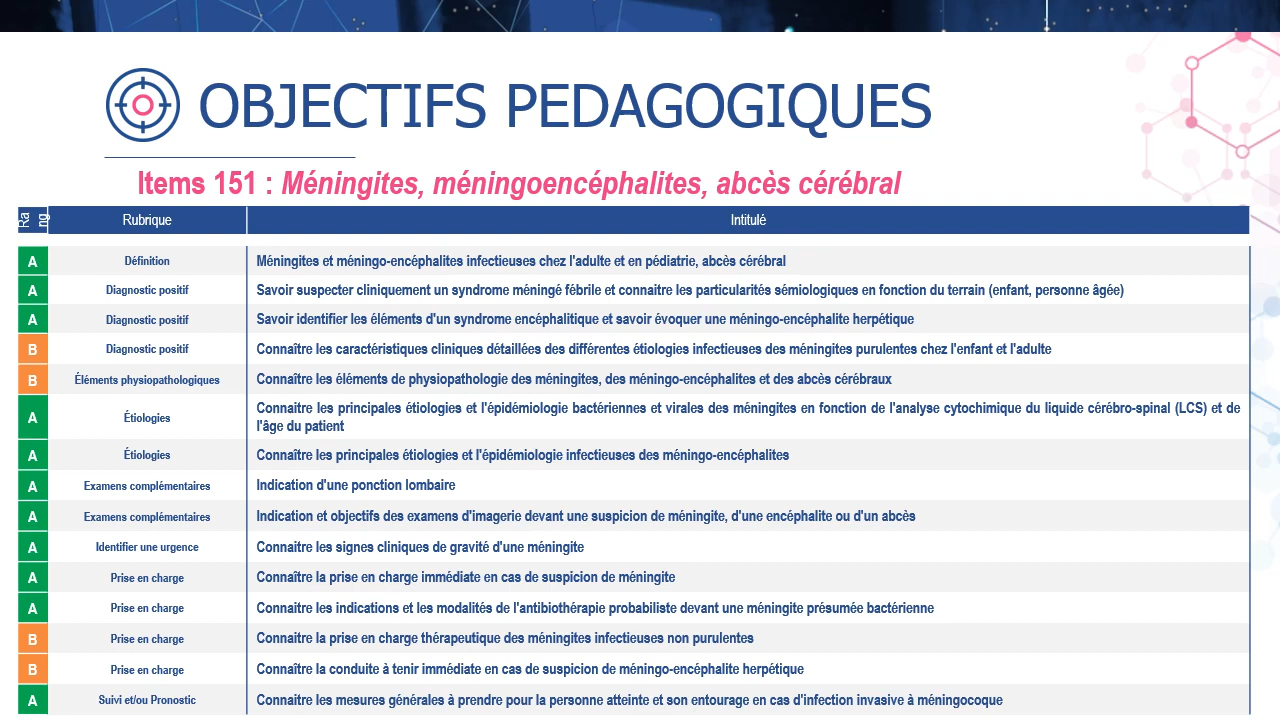 OBJECTIFS PEDAGOGIQUES
Items 151 : Méningites, méningoencéphalites, abcès cérébral
Rang Rubrique Intitulé
A Définition Méningites et méningo-encéphalites infectieuses chez l'adulte et en pédiatrie, abcès cérébral
A Diagnostic positif Savoir suspecter cliniquement un syndrome méningé fébrile et connaitre les particularités sémiologiques en fonction du terrain (enfant, personne âgée)
A Diagnostic positif Savoir identifier les éléments d'un syndrome encéphalitique et savoir évoquer une méningo-encéphalite herpétique
B Diagnostic positif Connaître les caractéristiques cliniques détaillées des différentes étiologies infectieuses des méningites purulentes chez l'enfant et l'adulte
B Éléments physiopathologiques Connaître les éléments de physiopathologie des méningites, des méningo-encéphalites et des abcès cérébraux
A Étiologies Connaitre les principales étiologies et l'épidémiologie bactériennes et virales des méningites en fonction de l'analyse cytochimique du liquide cérébro-spinal (LCS) et de
l'âge du patient
A Étiologies Connaître les principales étiologies et l'épidémiologie infectieuses des méningo-encéphalites
A Examens complémentaires Indication d'une ponction lombaire
A Examens complémentaires Indication et objectifs des examens d'imagerie devant une suspicion de méningite, d'une encéphalite ou d'un abcès
A Identifier une urgence Connaitre les signes cliniques de gravité d'une méningite
A Prise en charge Connaître la prise en charge immédiate en cas de suspicion de méningite
A Prise en charge Connaitre les indications et les modalités de l'antibiothérapie probabiliste devant une méningite présumée bactérienne
B Prise en charge Connaitre la prise en charge thérapeutique des méningites infectieuses non purulentes
B Prise en charge Connaître la conduite à tenir immédiate en cas de suspicion de méningo-encéphalite herpétique
A Suivi et/ou Pronostic Connaitre les mesures générales à prendre pour la personne atteinte et son entourage en cas d'infection invasive à méningocoque